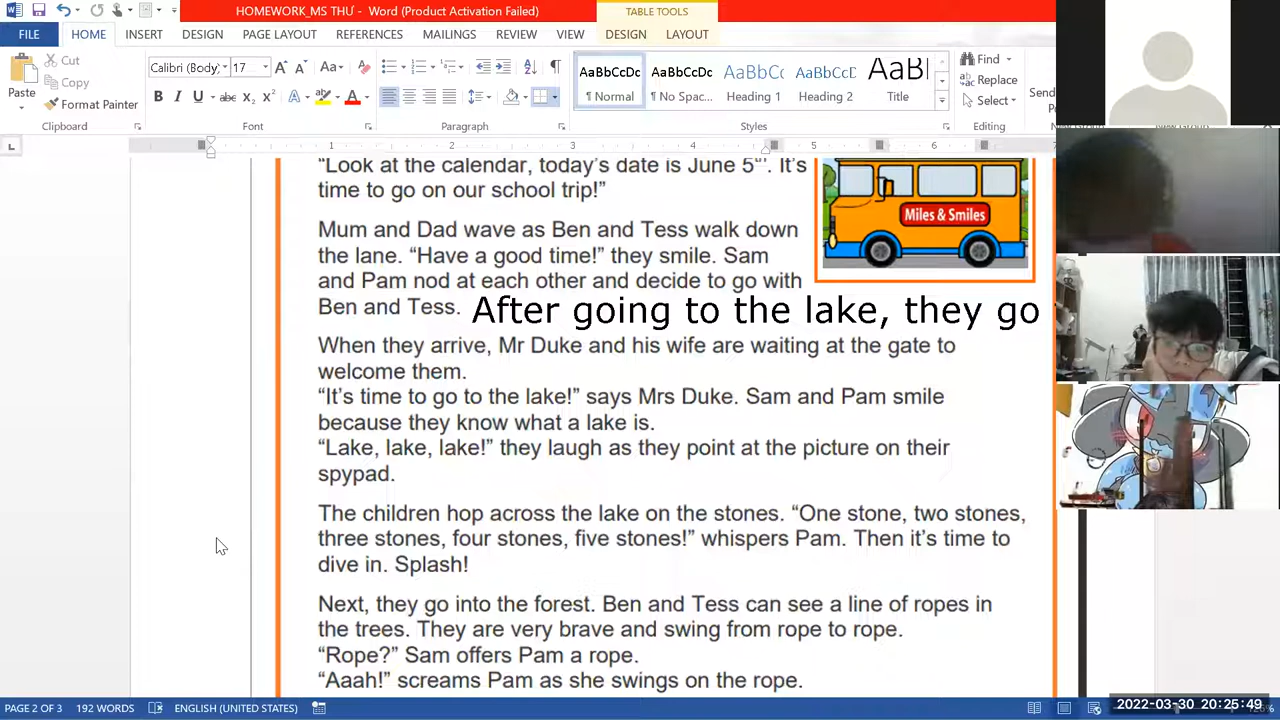 HOMEWORK_MS THƯ - Word (Product Activation Failed)
TABLE TOOLS
FILE HOME INSERT DESIGN PAGE LAYOUT REFERENCES MAILINGS REVIEW VIEW DESIGN LAYOUT
Paste
Cut
Copy
Format Painter
Calibri (Body) 17
AaBbCcDc AaBbCcDc AaBbCc AaBbCcD AaBbCc
¶ Normal ¶ No Spac... Heading 1 Heading 2 Title
Find
Replace
Select
Send
Clipboard Font Paragraph Styles Editing
1 2 3 4 5 6 7
"Look at the calendar, today's date is June 5th. It's
time to go on our school trip!"
Miles & Smiles
Mum and Dad wave as Ben and Tess walk down
the lane. "Have a good time!" they smile. Sam
and Pam nod at each other and decide to go with
Ben and Tess.
After going to the lake, they go
When they arrive, Mr Duke and his wife are waiting at the gate to
welcome them.
"It's time to go to the lake!" says Mrs Duke. Sam and Pam smile
because they know what a lake is.
"Lake, lake, lake!" they laugh as they point at the picture on their
spypad.
The children hop across the lake on the stones. "One stone, two stones,
three stones, four stones, five stones!" whispers Pam. Then it's time to
dive in. Splash!
Next, they go into the forest. Ben and Tess can see a line of ropes in
the trees. They are very brave and swing from rope to rope.
"Rope?" Sam offers Pam a rope.
"Aaah!" screams Pam as she swings on the rope.
PAGE 2 OF 3 192 WORDS ENGLISH (UNITED STATES)
2022-03-30 20:25:49